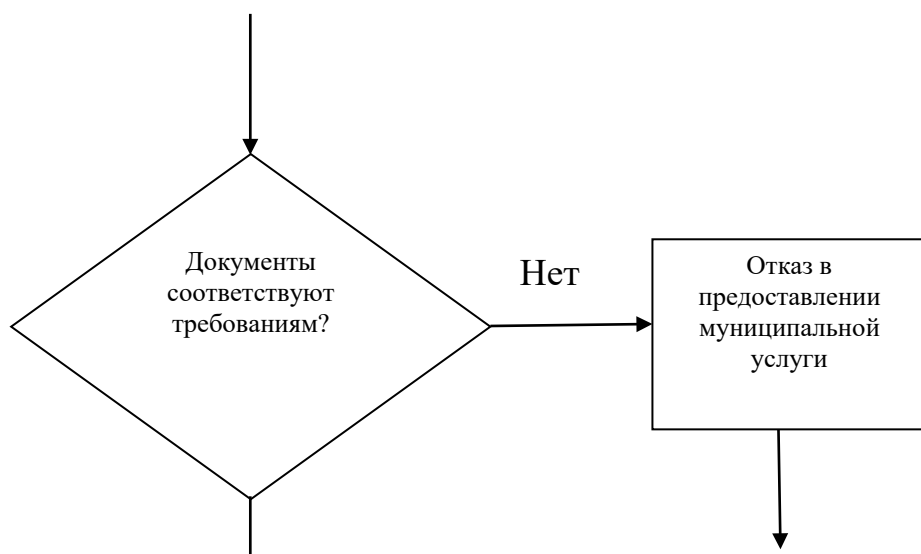 Документы
соответствуют
требованиям?
Нет
Отказ в
предоставлении
муниципальной
услуги